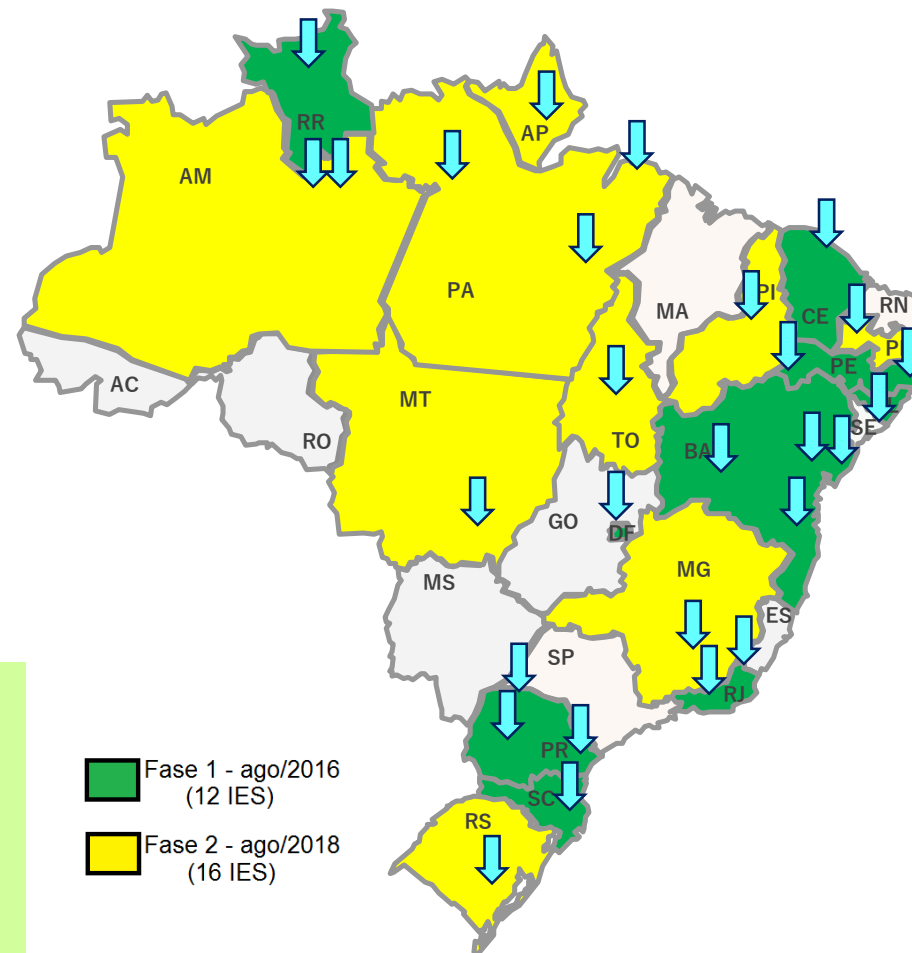 RR
AP
AM
PA
MA
PI
CE
RN
P
PE
AC
RO
MT
TO
BA
SE
GO
DF
MS
MG
ES
SP
RJ
PR
SC
RS
Fase 1 - ago/2016
(12 IES)
Fase 2 - ago/2018
(16 IES)